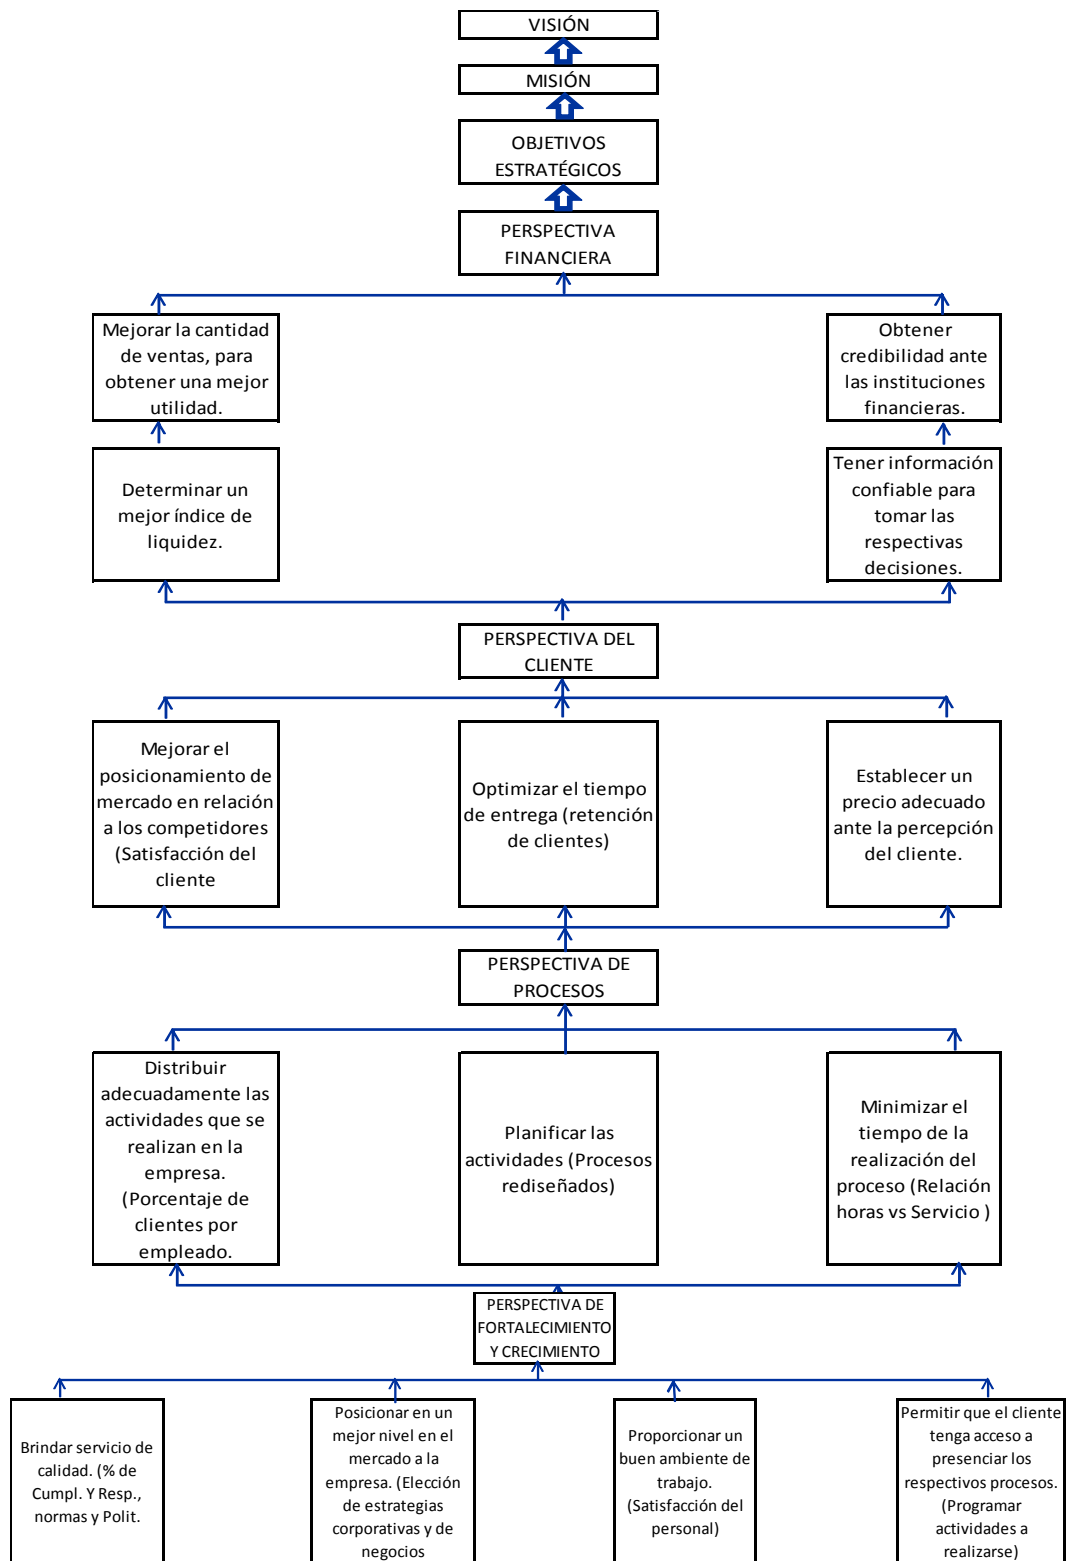 VISIÓN
MISIÓN
OBJETIVOS
ESTRATÉGICOS
PERSPECTIVA
FINANCIERA
Mejorar la cantidad
de ventas, para
obtener una mejor
utilidad.
Obtener
credibilidad ante
las instituciones
financieras.
Determinar un
mejor índice de
liquidez.
Tener información
confiable para
tomar las
respectivas
decisiones.
PERSPECTIVA DEL
CLIENTE
Mejorar el
posicionamiento de
mercado en relación
a los competidores
(Satisfacción del
cliente
Optimizar el tiempo
de entrega (retención
de clientes)
Establecer un
precio adecuado
ante la percepción
del cliente.
PERSPECTIVA DE
PROCESOS
Distribuir
adecuadamente las
actividades que se
realizan en la
empresa.
(Porcentaje de
clientes por
empleado.
Planificar las
actividades (Procesos
rediseñados)
Minimizar el
tiempo de la
realización del
proceso (Relación
horas vs Servicio )
PERSPECTIVA DE
FORTALECIMIENTO
Y CRECIMIENTO
Brindar servicio de
calidad. (% de
Cumpl. Y Resp.,
normas y Polit.
Posicionar en un
mejor nivel en el
mercado a la
empresa. (Elección
de estrategias
corporativas y de
negocios
Proporcionar un
buen ambiente de
trabajo.
(Satisfacción del
personal)
Permitir que el cliente
tenga acceso a
presenciar los
respectivos procesos.
(Programar
actividades a
realizarse)